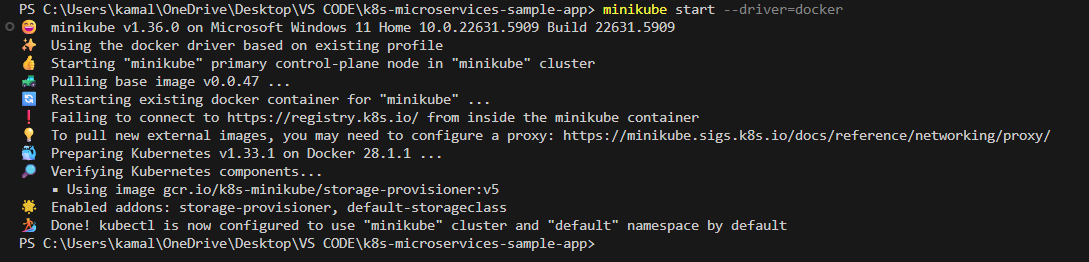 PS C:\Users\kamal\OneDrive\Desktop\VS CODE\k8s-microservices-sample-app> minikube start --driver=docker
😄 minikube v1.36.0 on Microsoft Windows 11 Home 10.0.22631.5909 Build 22631.5909
✨ Using the docker driver based on existing profile
👍 Starting "minikube" primary control-plane node in "minikube" cluster
🚜 Pulling base image v0.0.47 ...
🔄 Restarting existing docker container for "minikube" ...
❗ Failing to connect to https://registry.k8s.io/ from inside the minikube container
💡 To pull new external images, you may need to configure a proxy: https://minikube.sigs.k8s.io/docs/reference/networking/proxy/
🐳 Preparing Kubernetes v1.33.1 on Docker 28.1.1 ...
🔎 Verifying Kubernetes components...
▪ Using image gcr.io/k8s-minikube/storage-provisioner:v5
🌟 Enabled addons: storage-provisioner, default-storageclass
🏄 Done! kubectl is now configured to use "minikube" cluster and "default" namespace by default
PS C:\Users\kamal\OneDrive\Desktop\VS CODE\k8s-microservices-sample-app>